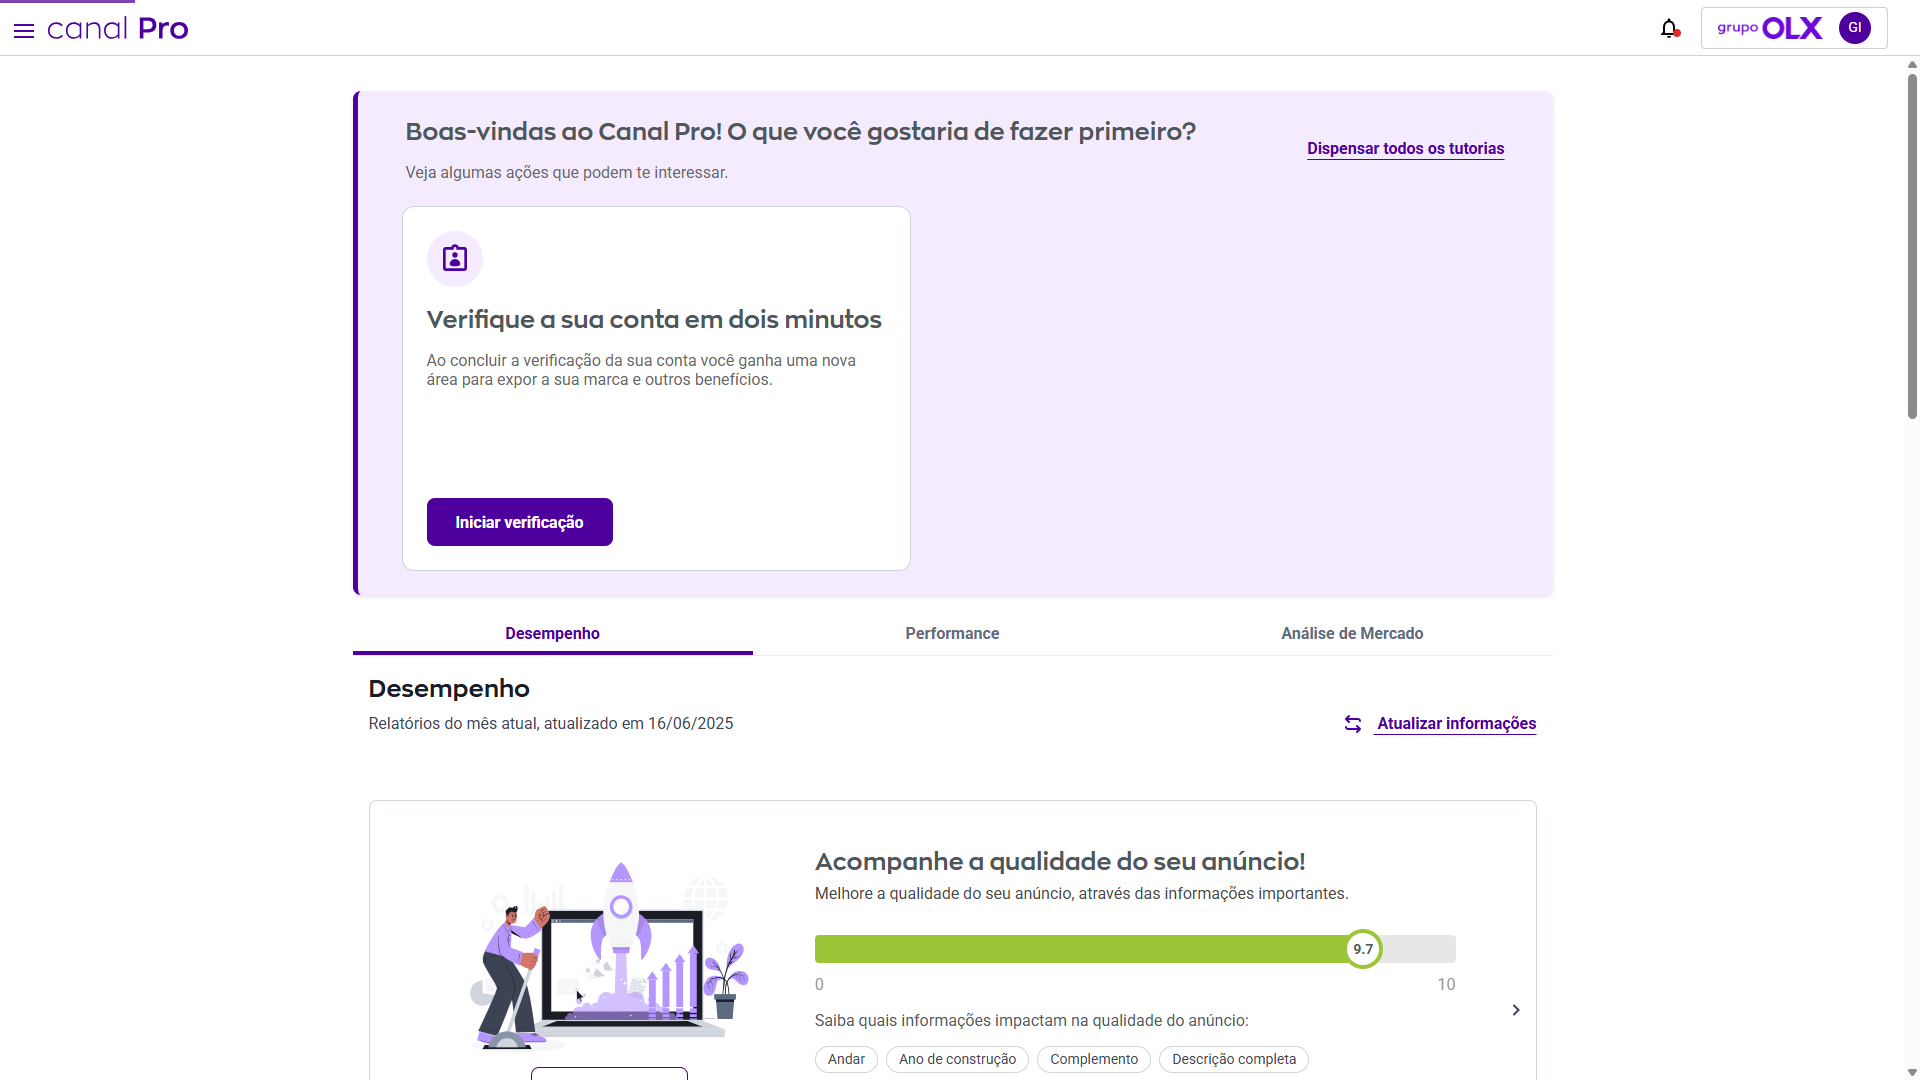 canal Pro
grupo OLX
GI
Boas-vindas ao Canal Pro! O que você gostaria de fazer primeiro?
Dispensar todos os tutorias
Veja algumas ações que podem te interessar.
Verifique a sua conta em dois minutos
Ao concluir a verificação da sua conta você ganha uma nova
área para expor a sua marca e outros benefícios.
Iniciar verificação
Desempenho
Performance
Análise de Mercado
Desempenho
Relatórios do mês atual, atualizado em 16/06/2025
Atualizar informações
Acompanhe a qualidade do seu anúncio!
Melhore a qualidade do seu anúncio, através das informações importantes.
9.7
0
10
Saiba quais informações impactam na qualidade do anúncio:
Andar
Ano de construção
Complemento
Descrição completa